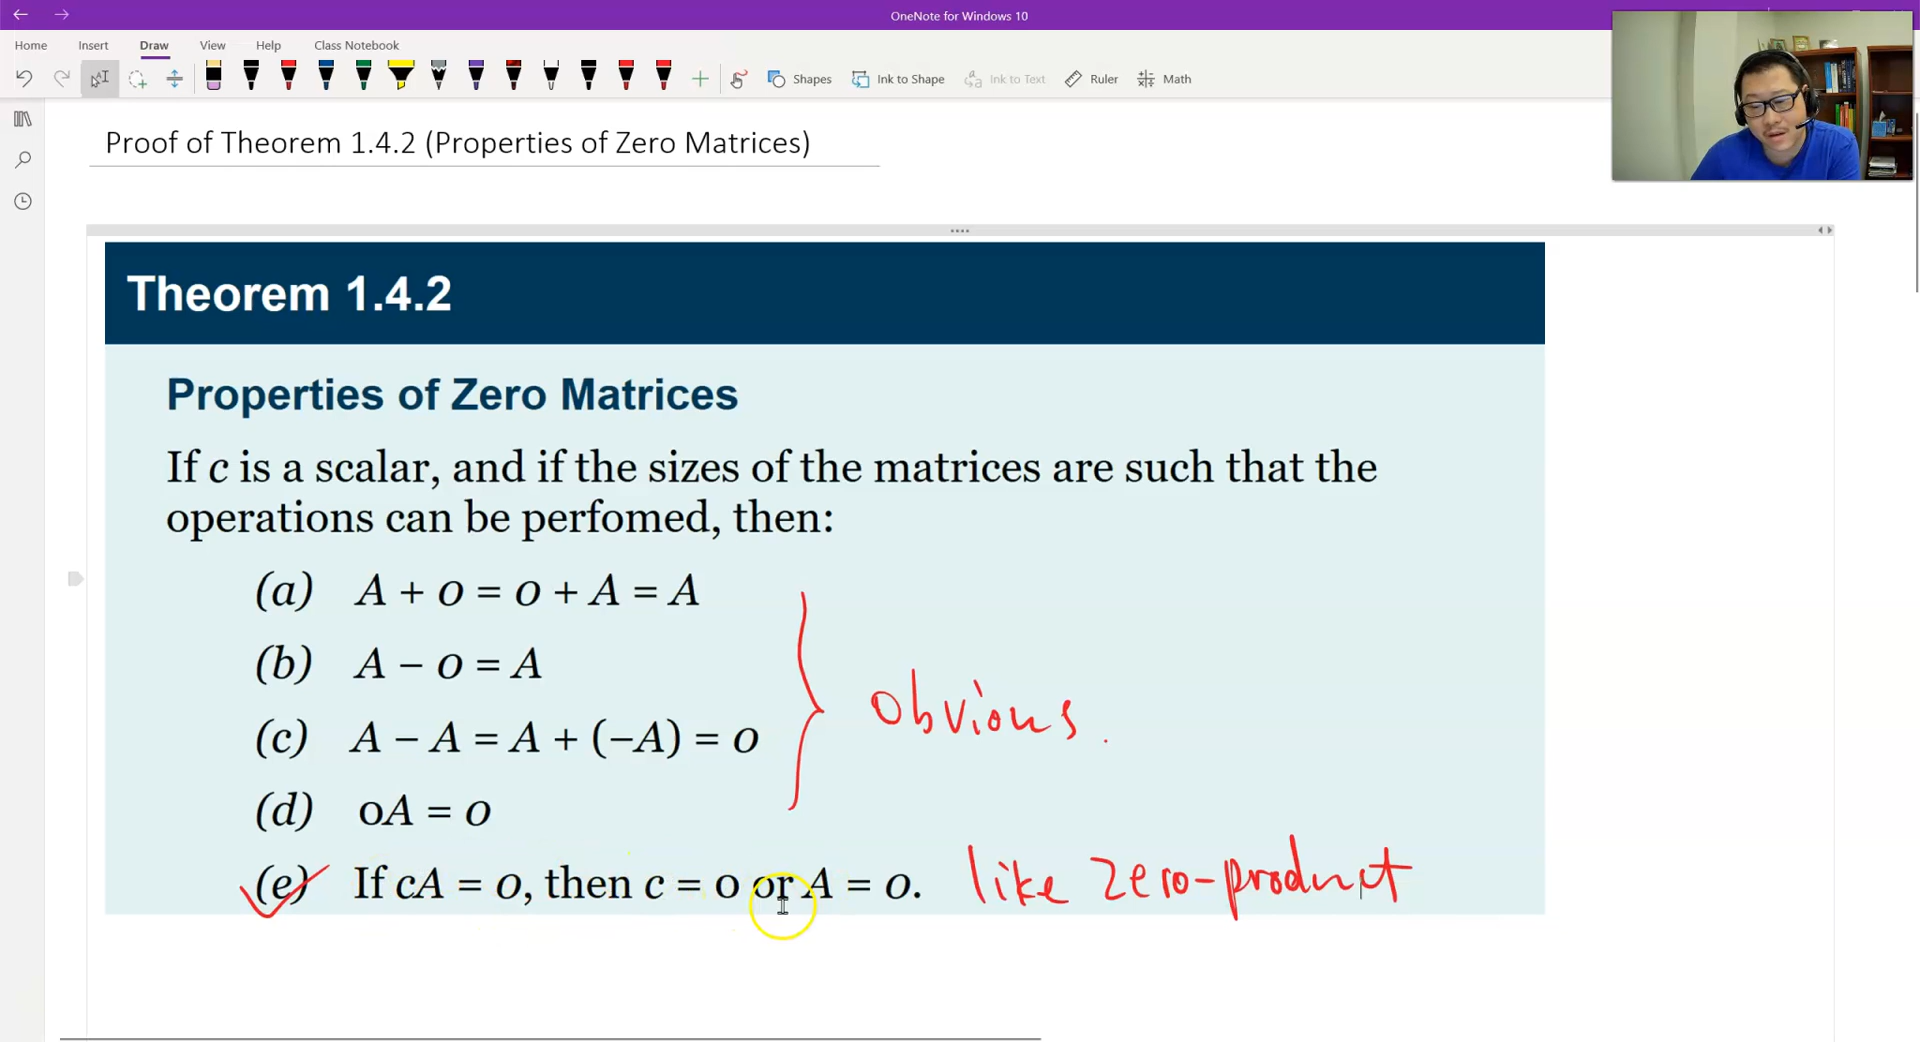 OneNote for Windows 10
Home Insert Draw View Help Class Notebook
Shapes Ink to Shape Ink to Text Ruler Math
Proof of Theorem 1.4.2 (Properties of Zero Matrices)
Theorem 1.4.2
Properties of Zero Matrices
If c is a scalar, and if the sizes of the matrices are such that the
operations can be perfomed, then:
(a) A + 0 = 0 + A = A
(b) A − 0 = A
(c) A − A = A + (−A) = 0
obvious.
(d) 0A = 0
(e) If cA = 0, then c = 0 or A = 0. like zero-product